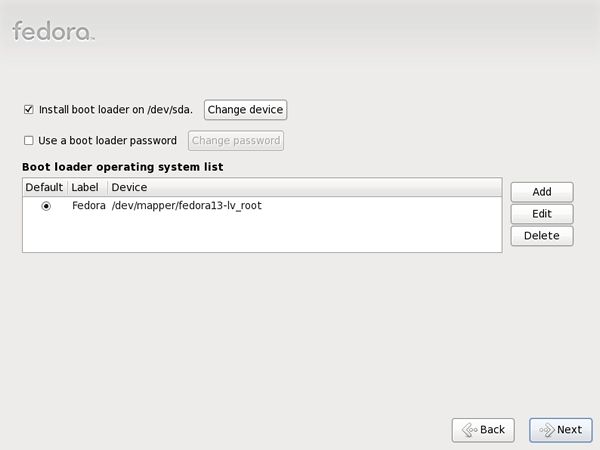 fedora™
Install boot loader on /dev/sda. Change device
Use a boot loader password Change password
Boot loader operating system list
Default Label Device
Fedora /dev/mapper/fedora13-lv_root
Add
Edit
Delete
Back Next